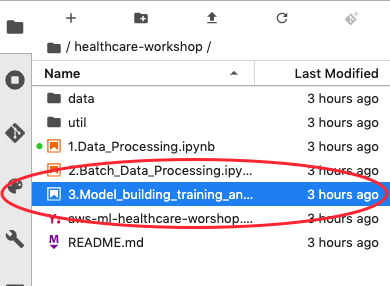 / healthcare-workshop /
Name Last Modified
data 3 hours ago
util 3 hours ago
1.Data_Processing.ipynb 3 hours ago
2.Batch_Data_Processing.ipy... 3 hours ago
3.Model_building_training_an... 3 hours ago
Y: aws-ml-healthcare-worshop.... 3 hours ago
M README.md 3 hours ago